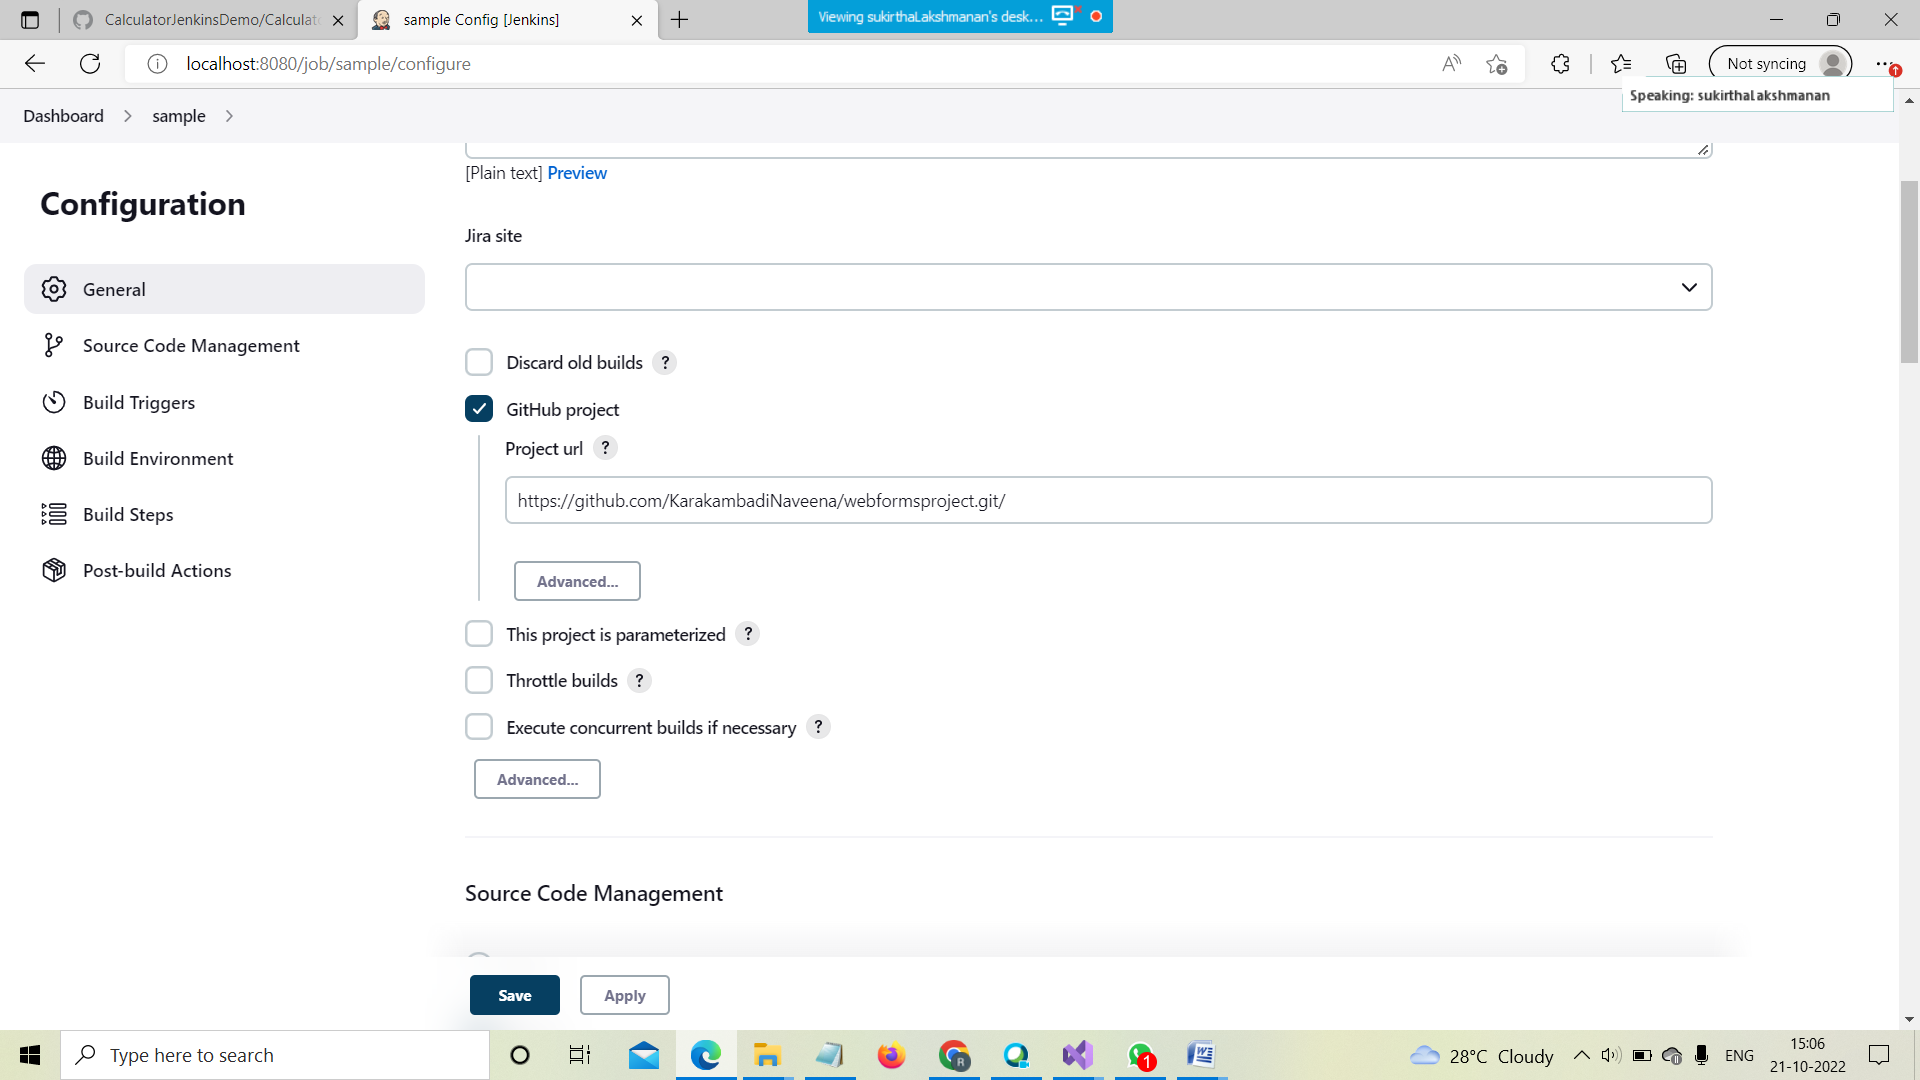 CalculatorJenkinsDemo/Calculat
sample Config [Jenkins]
Viewing sukirthaLakshmanan's desk...
localhost:8080/job/sample/configure
Not syncing
Speaking: sukirthaLakshmanan
Dashboard
sample
[Plain text] Preview
Configuration
Jira site
General
Source Code Management
Discard old builds ?
Build Triggers
GitHub project
Project url ?
Build Environment
https://github.com/KarakambadiNaveena/webformsproject.git/
Build Steps
Post-build Actions
Advanced...
This project is parameterized ?
Throttle builds ?
Execute concurrent builds if necessary ?
Advanced...
Source Code Management
Save
Apply
Type here to search
R
1
28°C Cloudy
ENG
15:06
21-10-2022